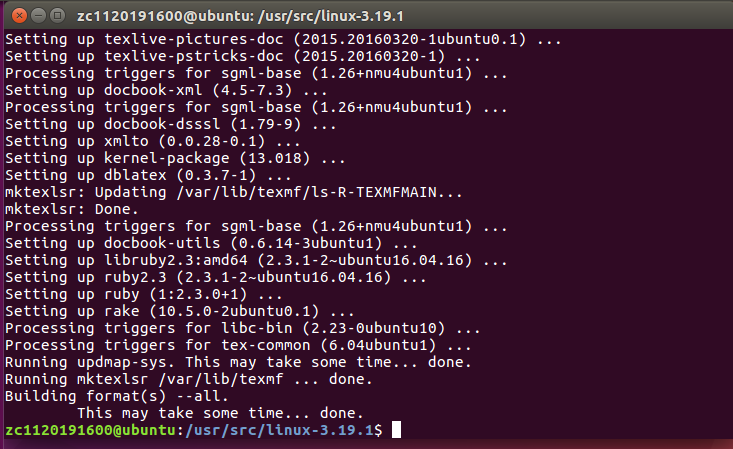 zc1120191600@ubuntu: /usr/src/linux-3.19.1
Setting up texlive-pictures-doc (2015.20160320-1ubuntu0.1) ...
Setting up texlive-pstricks-doc (2015.20160320-1) ...
Processing triggers for sgml-base (1.26+nmu4ubuntu1) ...
Setting up docbook-xml (4.5-7.3) ...
Processing triggers for sgml-base (1.26+nmu4ubuntu1) ...
Setting up docbook-dsssl (1.79-9) ...
Setting up xmlto (0.0.28-0.1) ...
Setting up kernel-package (13.018) ...
Setting up dblatex (0.3.7-1) ...
mktexlsr: Updating /var/lib/texmf/ls-R-TEXMFMAIN...
mktexlsr: Done.
Processing triggers for sgml-base (1.26+nmu4ubuntu1) ...
Setting up docbook-utils (0.6.14-3ubuntu1) ...
Setting up libruby2.3:amd64 (2.3.1-2~ubuntu16.04.16) ...
Setting up ruby2.3 (2.3.1-2~ubuntu16.04.16) ...
Setting up ruby (1:2.3.0+1) ...
Setting up rake (10.5.0-2ubuntu0.1) ...
Processing triggers for libc-bin (2.23-0ubuntu10) ...
Processing triggers for tex-common (6.04ubuntu1) ...
Running updmap-sys. This may take some time... done.
Running mktexlsr /var/lib/texmf ... done.
Building format(s) --all.
        This may take some time... done.
zc1120191600@ubuntu:/usr/src/linux-3.19.1$